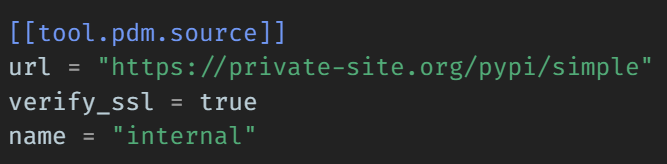 [[tool.pdm.source]]
url = "https://private-site.org/pypi/simple"
verify_ssl = true
name = "internal"